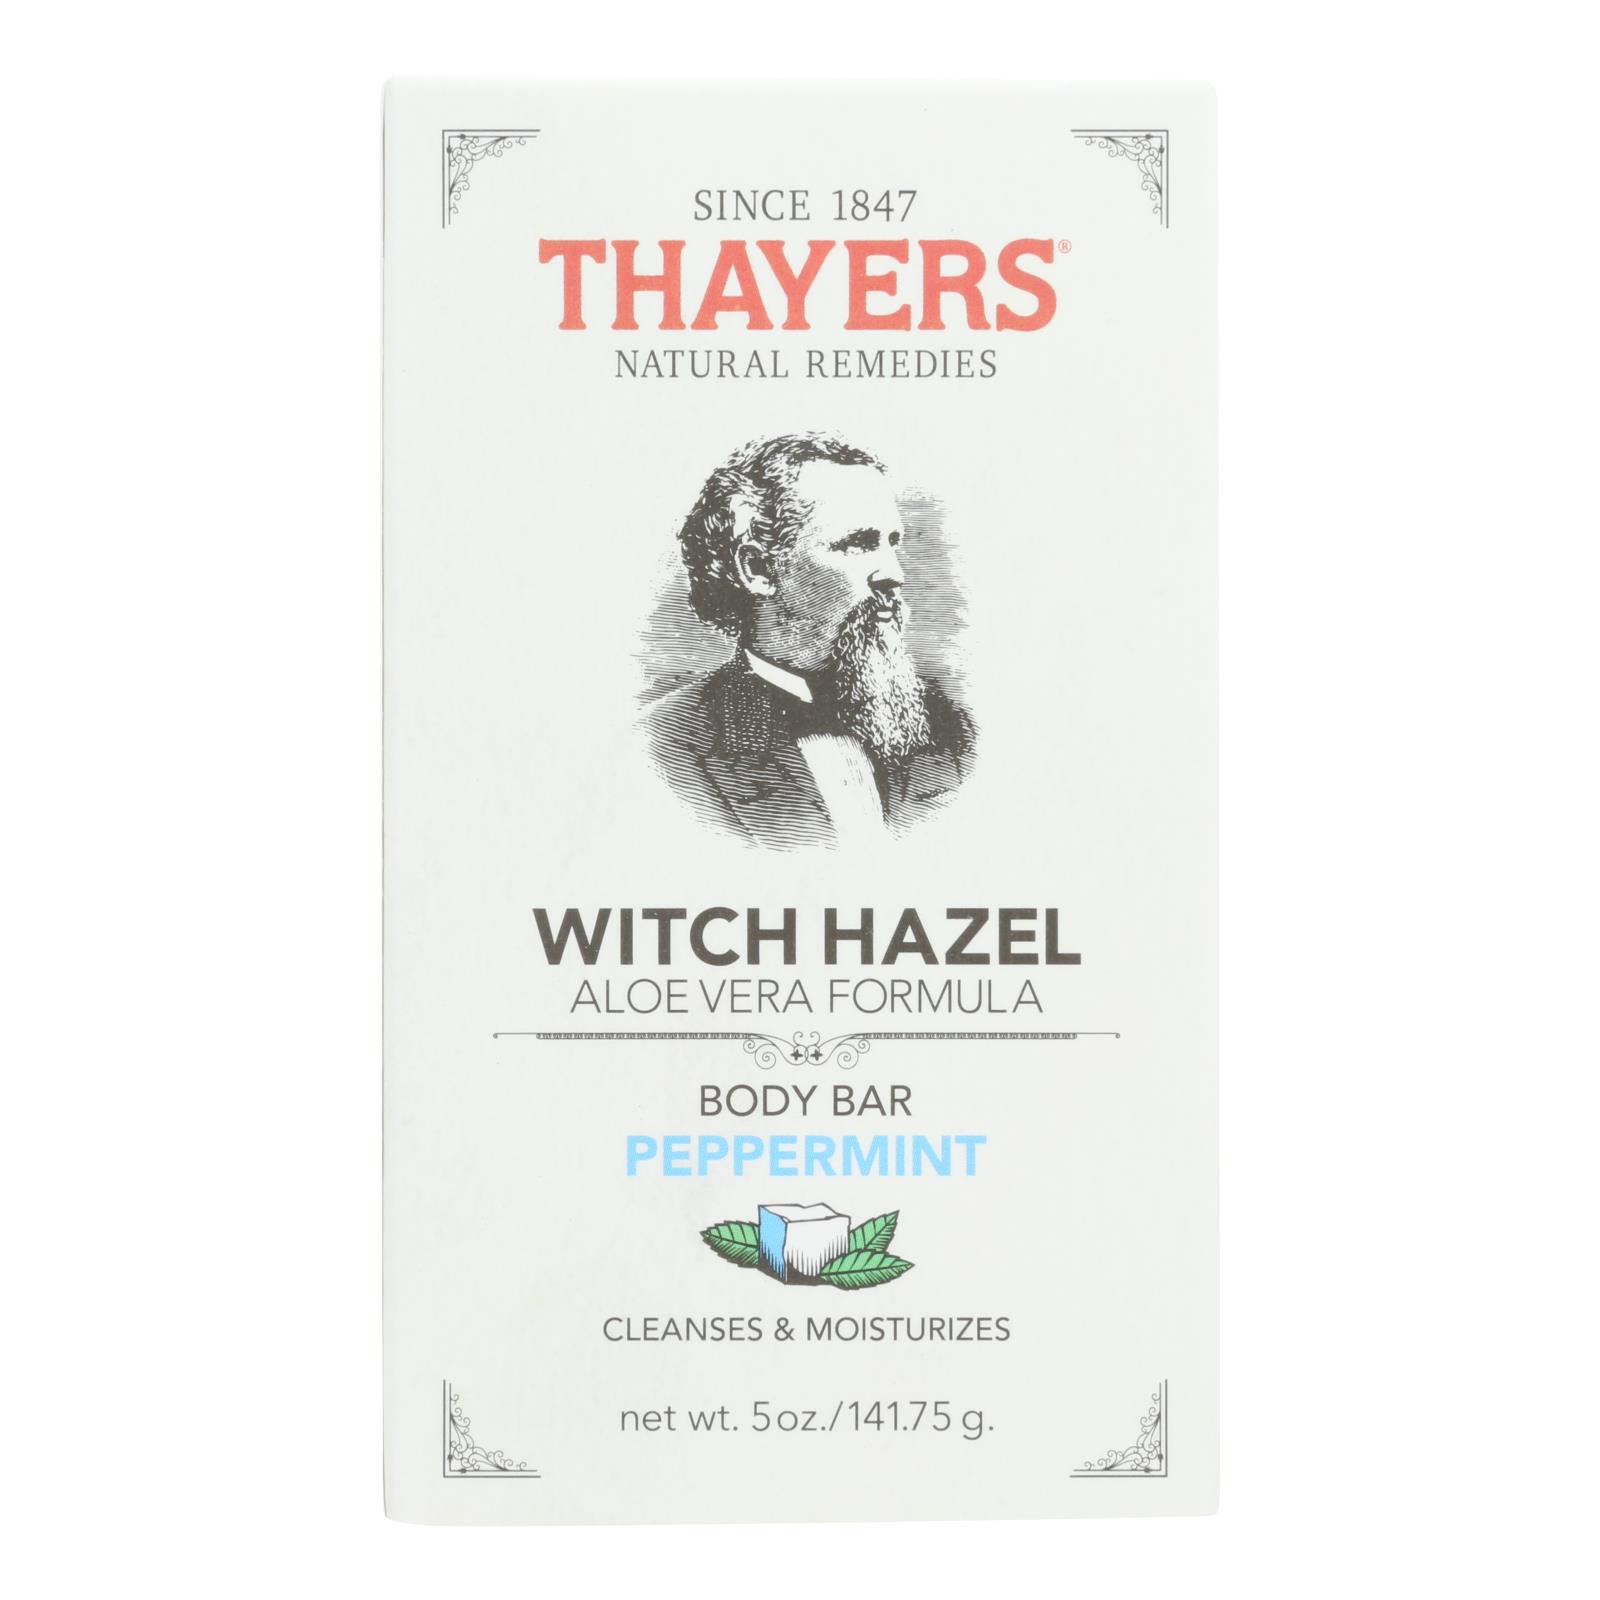 SINCE 1847
THAYERS®
NATURAL REMEDIES
WITCH HAZEL
ALOE VERA FORMULA
BODY BAR
PEPPERMINT
CLEANSES & MOISTURIZES
net wt. 5 oz./141.75 g.